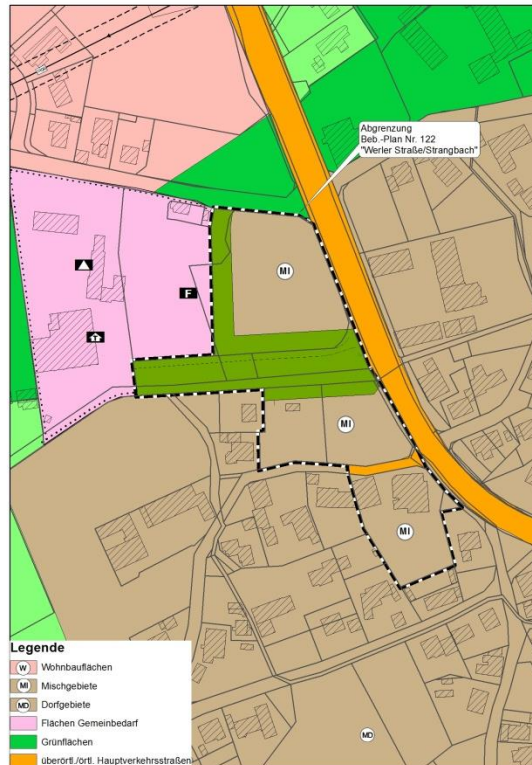 Abgrenzung
Beb.-Plan Nr. 122
"Werler Straße/Strangbach"
MI
F
MI
MI
MD
Legende
W Wohnbauflächen
MI Mischgebiete
MD Dorfgebiete
Flächen Gemeinbedarf
Grünflächen
überörtl./örtl. Hauptverkehrsstraßen